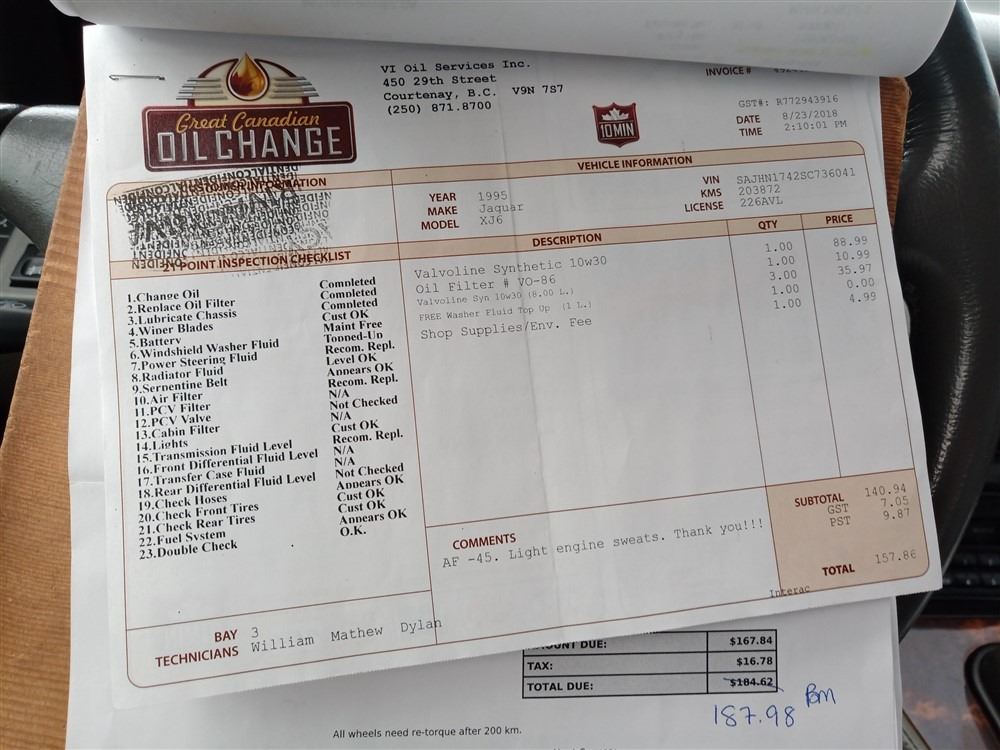 Great Canadian
OIL CHANGE
VI Oil Services Inc.
450 29th Street
Courtenay, B.C. V9N 7S7
(250) 871.8700
10 MIN
INVOICE #
GST#: R772943916
DATE 8/23/2018
TIME 2:10:01 PM
INFORMATION
VEHICLE INFORMATION
YEAR 1995
MAKE Jaguar
MODEL XJ6
VIN SAJHN1742SC736041
KMS 203872
LICENSE 226AVL
21 POINT INSPECTION CHECKLIST
1.Change Oil Completed
2.Replace Oil Filter Completed
3.Lubricate Chassis Completed
4.Winer Blades Cust OK
5.Battery Maint Free
6.Windshield Washer Fluid Topped-Up
7.Power Steering Fluid Recom. Repl.
8.Radiator Fluid Level OK
9.Serpentine Belt Appears OK
10.Air Filter Recom. Repl.
11.PCV Filter N/A
12.PCV Valve Not Checked
13.Cabin Filter N/A
14.Lights Cust OK
15.Transmission Fluid Level Recom. Repl.
16.Front Differential Fluid Level N/A
17.Transfer Case Fluid N/A
18.Rear Differential Fluid Level Not Checked
19.Check Hoses Appears OK
20.Check Front Tires Cust OK
21.Check Rear Tires Cust OK
22.Fuel System Appears OK
23.Double Check O.K.
DESCRIPTION QTY PRICE
Valvoline Synthetic 10w30 1.00 88.99
Oil Filter # VO-86 1.00 10.99
Valvoline Syn 10w30 (8.00 L.) 3.00 35.97
FREE Washer Fluid Top Up (1 L.) 1.00 0.00
Shop Supplies/Env. Fee 1.00 4.99
COMMENTS
AF -45. Light engine sweats. Thank you!!!
SUBTOTAL 140.94
GST 7.05
PST 9.87
TOTAL 157.86
Interac
BAY 3
TECHNICIANS William Mathew Dylan
OUNT DUE: $167.84
TAX: $16.78
TOTAL DUE: $184.62
187.98
All wheels need re-torque after 200 km.